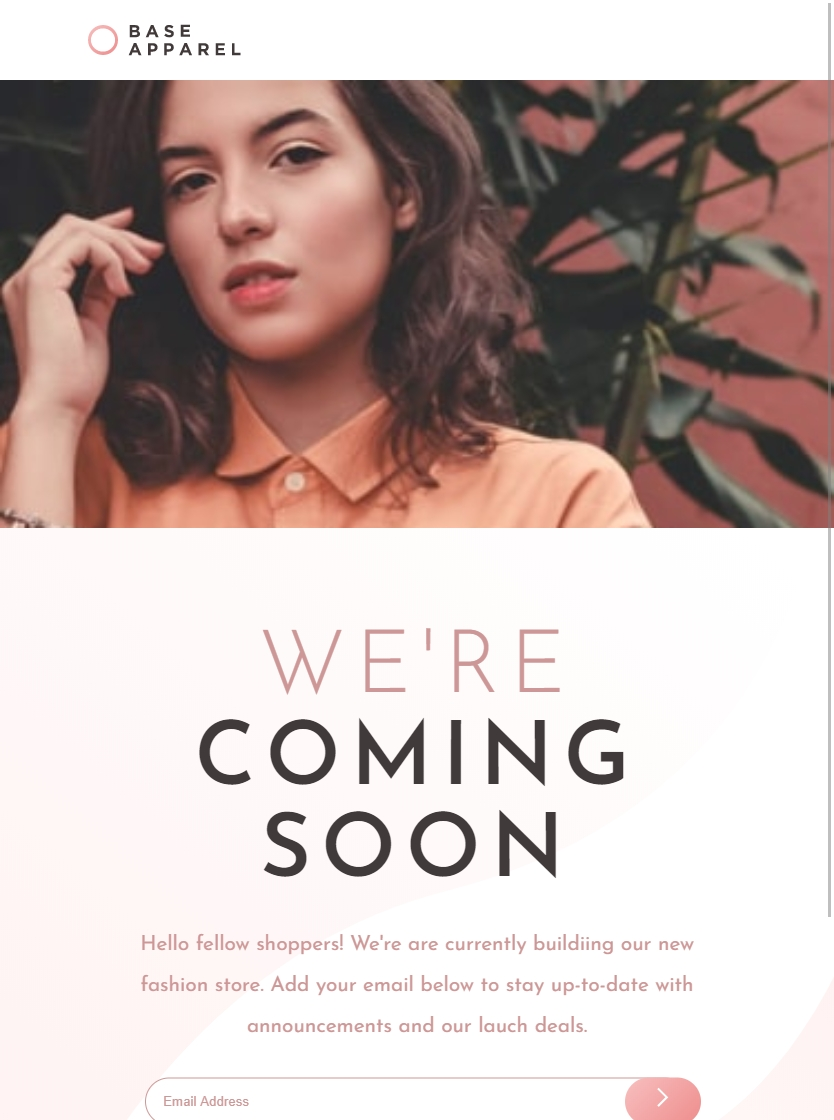 BASE
APPAREL
WE'RE
COMING
SOON
Hello fellow shoppers! We're are currently buildiing our new
fashion store. Add your email below to stay up-to-date with
announcements and our lauch deals.
Email Address